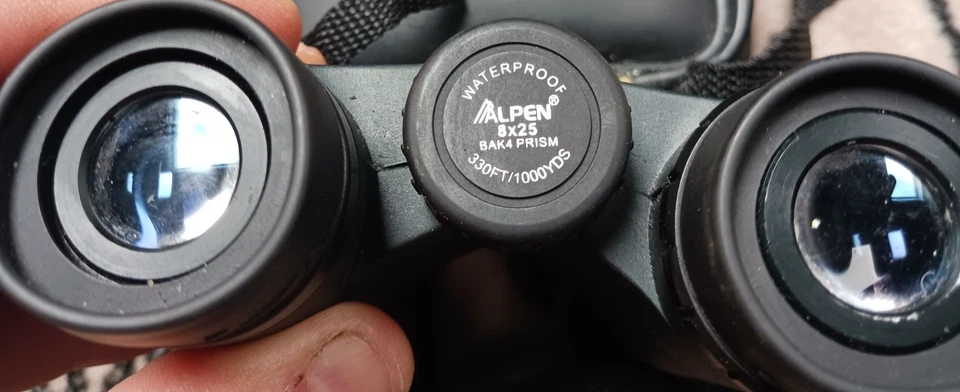 WATERPROOF
ALPEN®
8x25
BAK4 PRISM
330FT/1000YDS